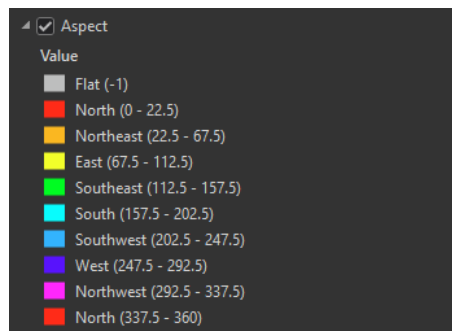 Aspect
Value
Flat (-1)
North (0 - 22.5)
Northeast (22.5 - 67.5)
East (67.5 - 112.5)
Southeast (112.5 - 157.5)
South (157.5 - 202.5)
Southwest (202.5 - 247.5)
West (247.5 - 292.5)
Northwest (292.5 - 337.5)
North (337.5 - 360)